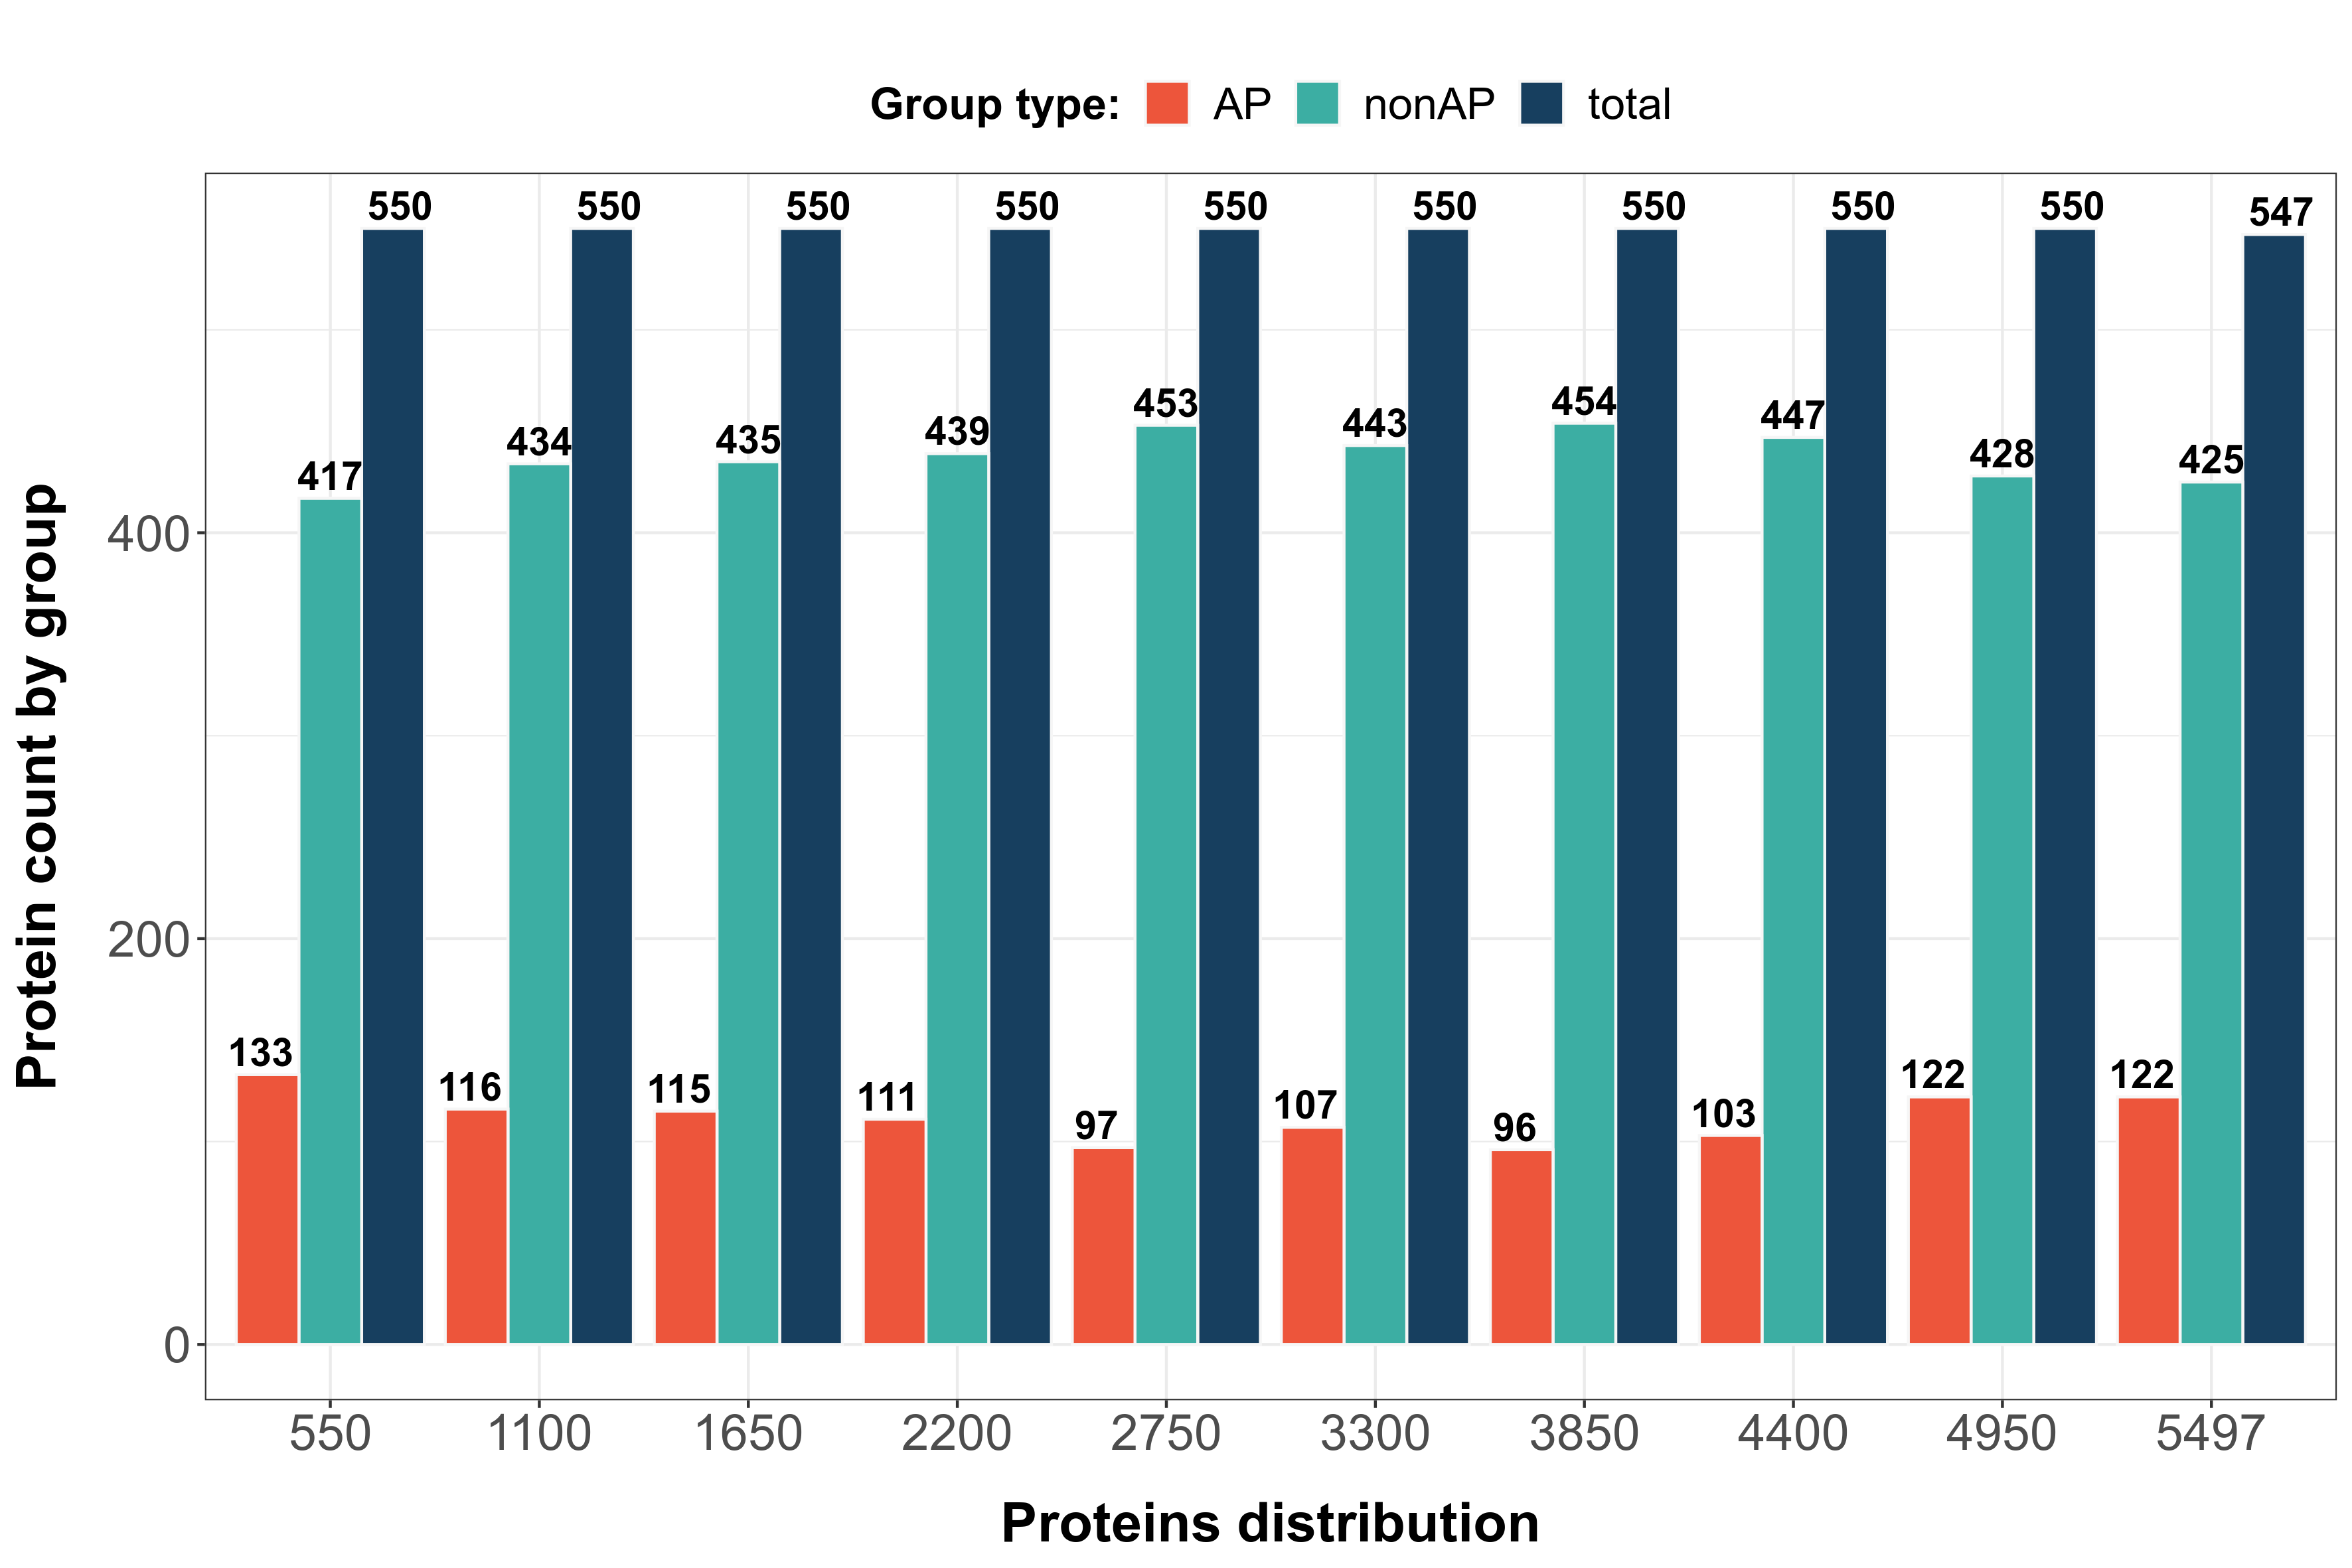 Group type: AP nonAP total
550 550 550 550 550 550 550 550 550 547
417 434 435 439 453 443 454 447 428 425
133 116 115 111 97 107 96 103 122 122
Protein count by group
400
200
0
550 1100 1650 2200 2750 3300 3850 4400 4950 5497
Proteins distribution